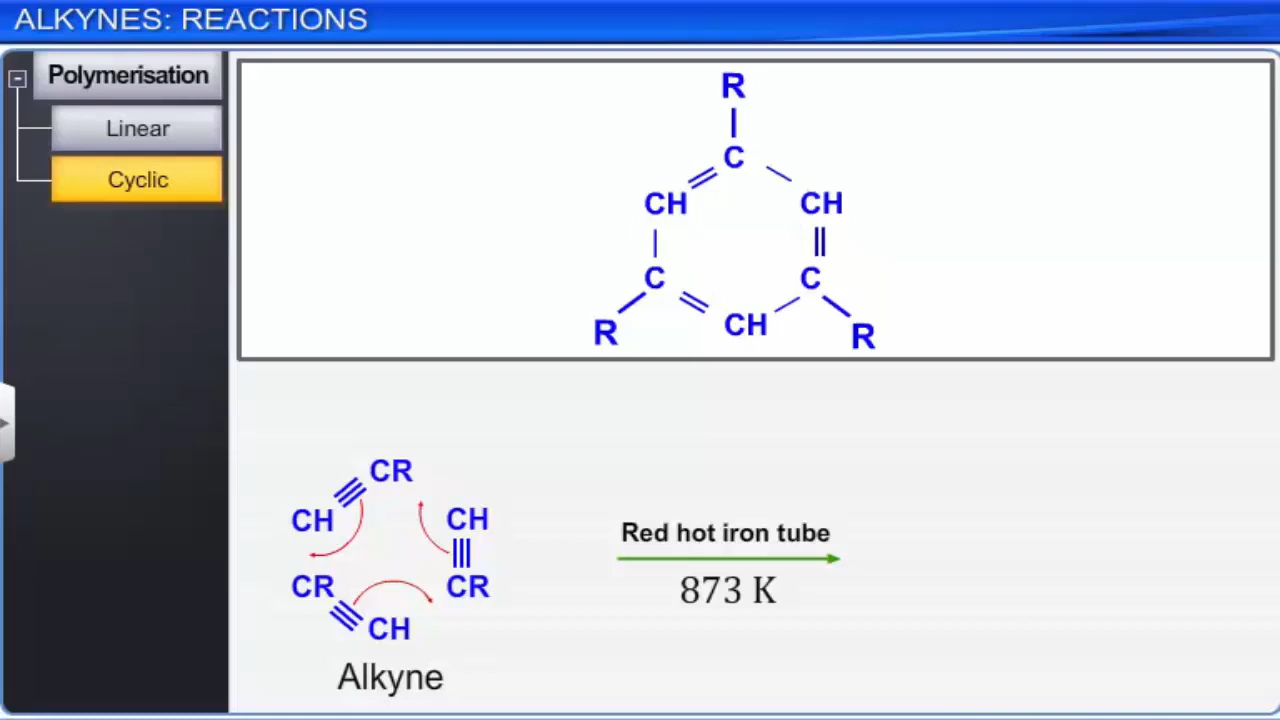 ALKYNES: REACTIONS
Polymerisation
Linear
Cyclic
R
C
CH CH
C C
R CH R
CR
CH CH
CR CR
CH
Alkyne
Red hot iron tube
873 K